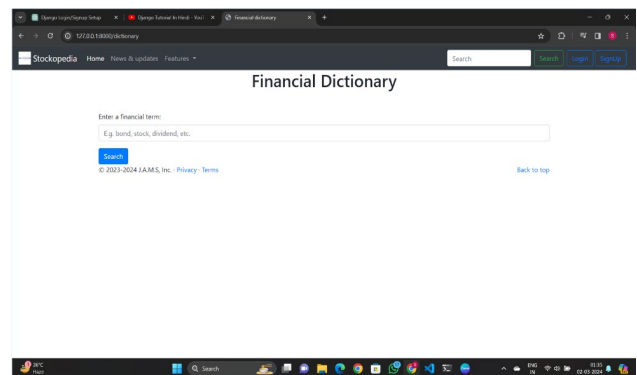 Django Login/Signup Setup
Django Tutorial In Hindi - You
Financial dictionary
127.0.0.1:8000/dictionary
Stockopedia Home News & updates Features Search Search Login SignUp
Financial Dictionary
Enter a financial term:
E.g. bond, stock, dividend, etc.
Search
© 2023-2024 J.A.M.S, Inc. · Privacy · Terms
Back to top
26°C
Haze
Search
ENG
IN
01:35
02-03-2024